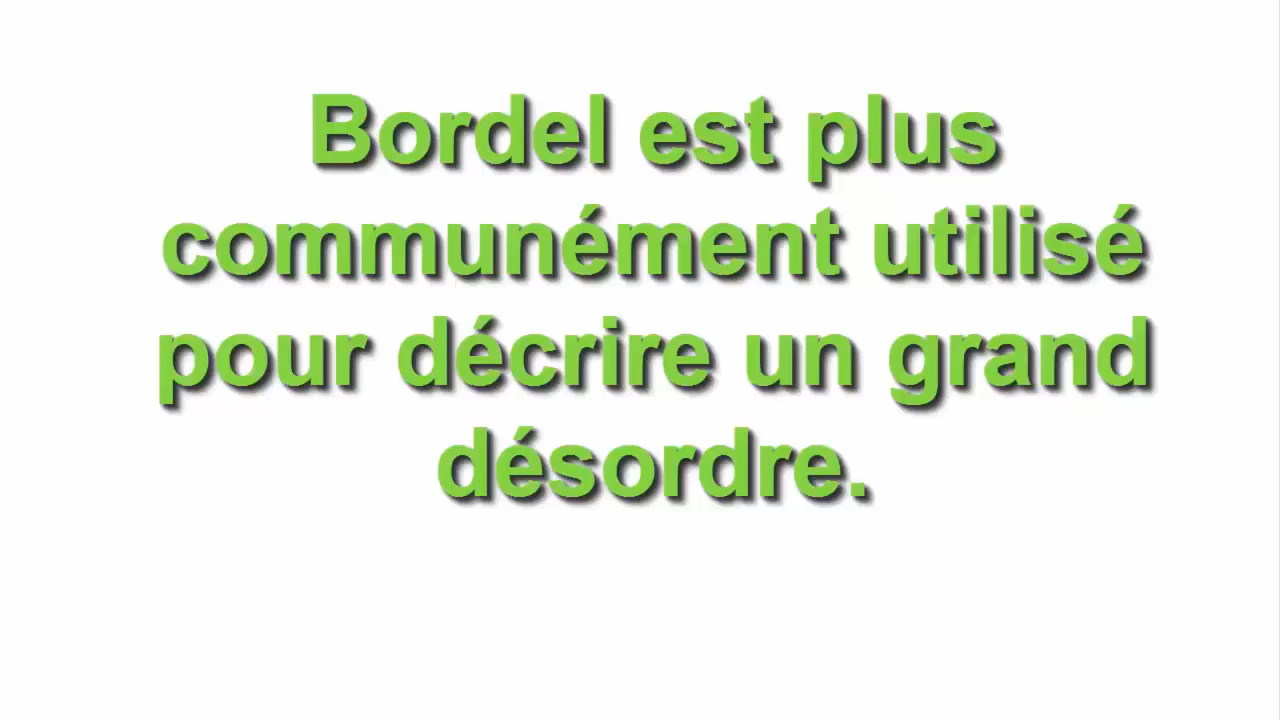 Bordel est plus
communément utilisé
pour décrire un grand
désordre.